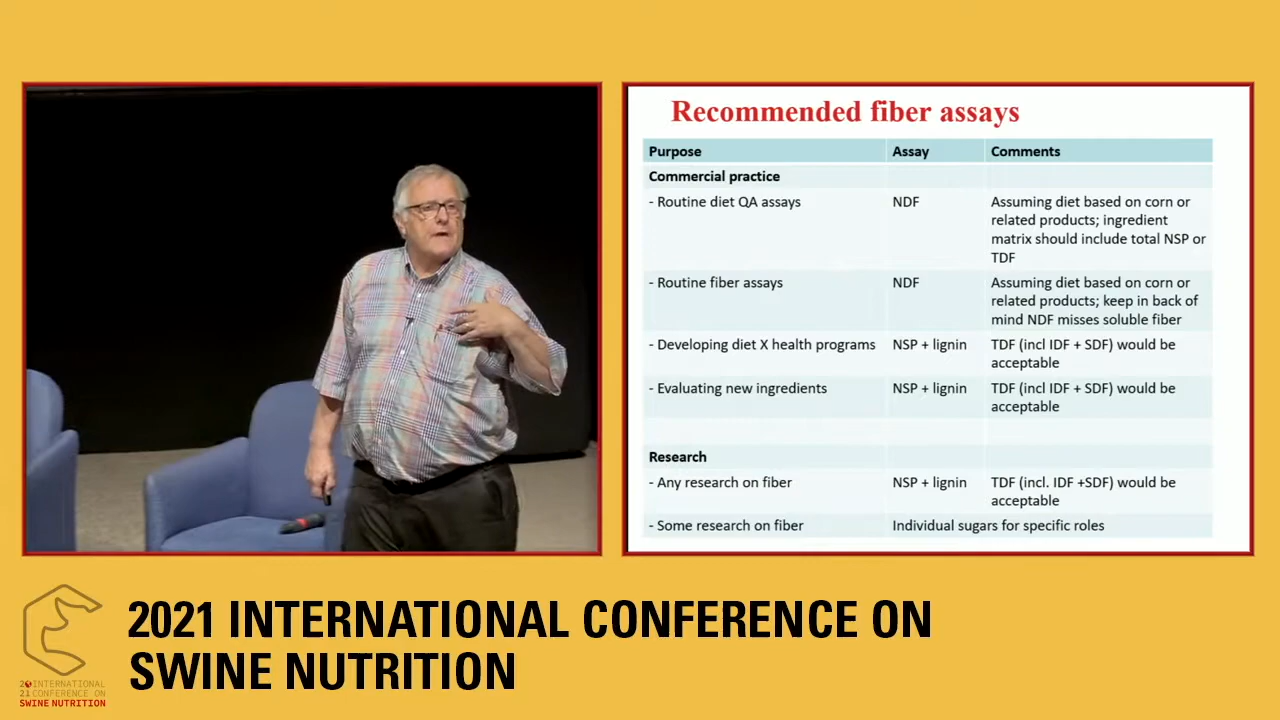 Recommended fiber assays
Purpose Assay Comments
Commercial practice
- Routine diet QA assays NDF Assuming diet based on corn or
related products; ingredient
matrix should include total NSP or
TDF
- Routine fiber assays NDF Assuming diet based on corn or
related products; keep in back of
mind NDF misses soluble fiber
- Developing diet X health programs NSP + lignin TDF (incl IDF + SDF) would be
acceptable
- Evaluating new ingredients NSP + lignin TDF (incl IDF + SDF) would be
acceptable
Research
- Any research on fiber NSP + lignin TDF (incl. IDF +SDF) would be
acceptable
- Some research on fiber Individual sugars for specific roles
2021 INTERNATIONAL CONFERENCE ON
SWINE NUTRITION
20 INTERNATIONAL
21 CONFERENCE ON
SWINE NUTRITION